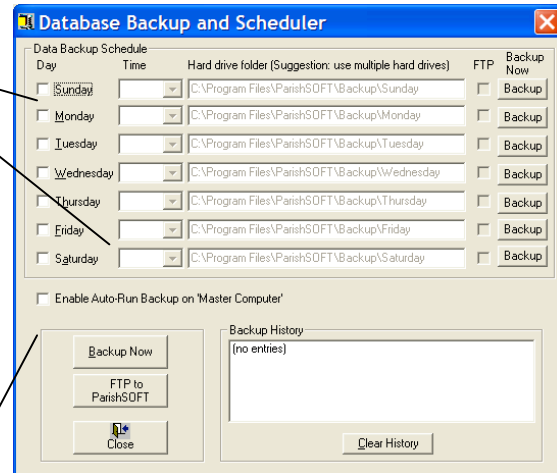 Database Backup and Scheduler
Data Backup Schedule
Day Time Hard drive folder (Suggestion: use multiple hard drives) FTP Backup Now
Sunday C:\Program Files\ParishSOFT\Backup\Sunday Backup
Monday C:\Program Files\ParishSOFT\Backup\Monday Backup
Tuesday C:\Program Files\ParishSOFT\Backup\Tuesday Backup
Wednesday C:\Program Files\ParishSOFT\Backup\Wednesday Backup
Thursday C:\Program Files\ParishSOFT\Backup\Thursday Backup
Friday C:\Program Files\ParishSOFT\Backup\Friday Backup
Saturday C:\Program Files\ParishSOFT\Backup\Saturday Backup
Enable Auto-Run Backup on 'Master Computer'
Backup Now
FTP to
ParishSOFT
Close
Backup History
(no entries)
Clear History